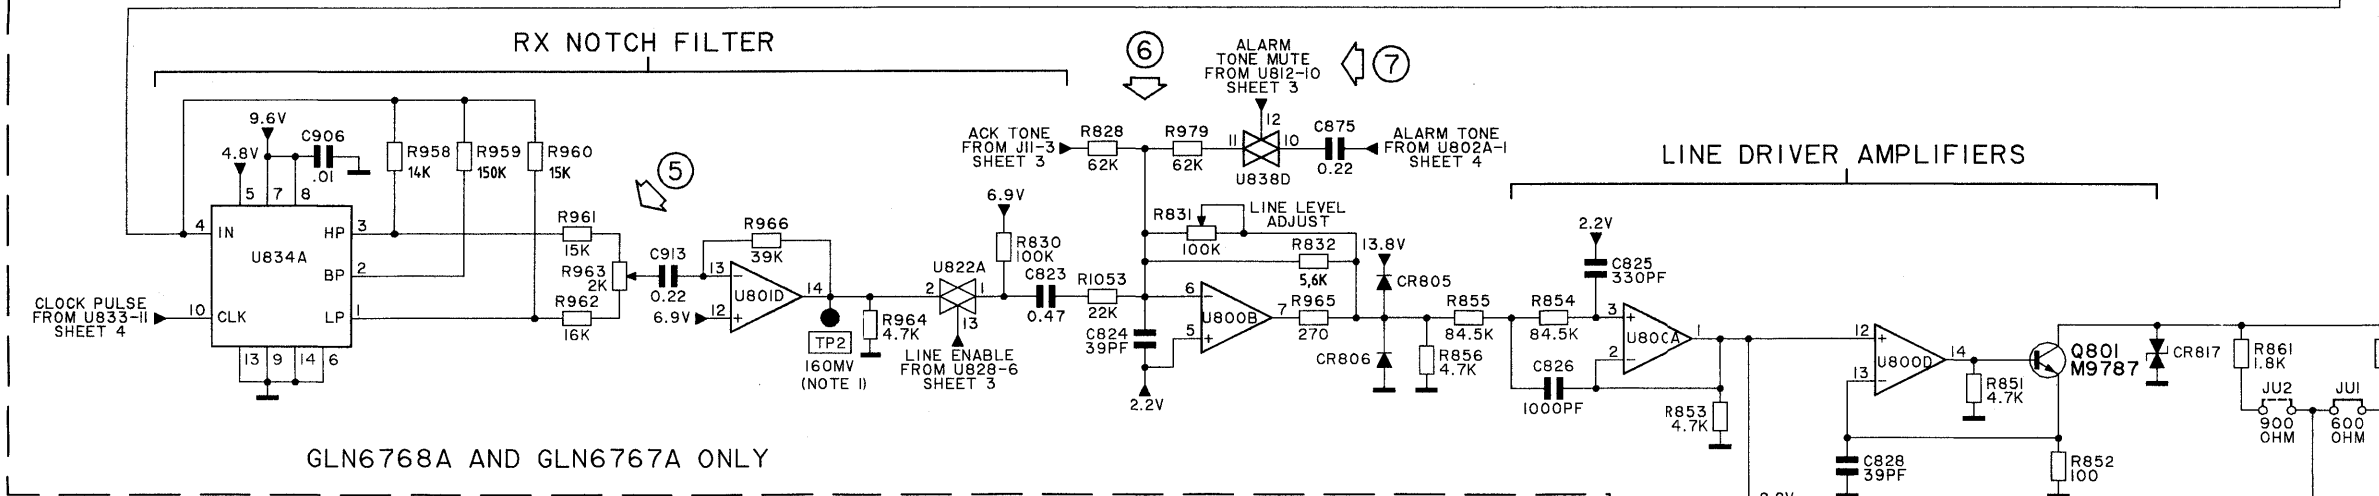 RX NOTCH FILTER
9.6V
C906
.01
4.8V
5
7
8
R958
14K
R959
150K
R960
15K
5
4
IN
HP
3
U834A
BP
2
CLOCK PULSE
FROM U833-11
SHEET 4
10
CLK
LP
1
13
9
14
6
R961
15K
R963
2K
R962
16K
C913
0.22
R966
39K
13
-
U801D
14
6.9V
12
+
TP2
160MV
(NOTE 1)
R964
4.7K
U822A
2
1
13
LINE ENABLE
FROM U828-6
SHEET 3
6.9V
R830
100K
C823
0.47
R1053
22K
6
ACK TONE
FROM J11-3
SHEET 3
R828
62K
R979
62K
ALARM
TONE MUTE
FROM U812-10
SHEET 3
7
12
11
10
U838D
C875
0.22
ALARM TONE
FROM U802A-1
SHEET 4
R831
100K
LINE LEVEL
ADJUST
R832
5.6K
6
-
U800B
7
5
+
C824
39PF
2.2V
R965
270
13.8V
CR805
CR806
R856
4.7K
LINE DRIVER AMPLIFIERS
R855
84.5K
R854
84.5K
2.2V
C825
330PF
3
+
U80CA
1
2
-
C826
1000PF
R853
4.7K
12
+
U800D
14
13
-
R851
4.7K
Q801
M9787
CR817
R861
1.8K
JU2
900
OHM
JU1
600
OHM
C828
39PF
R852
100
GLN6768A AND GLN6767A ONLY